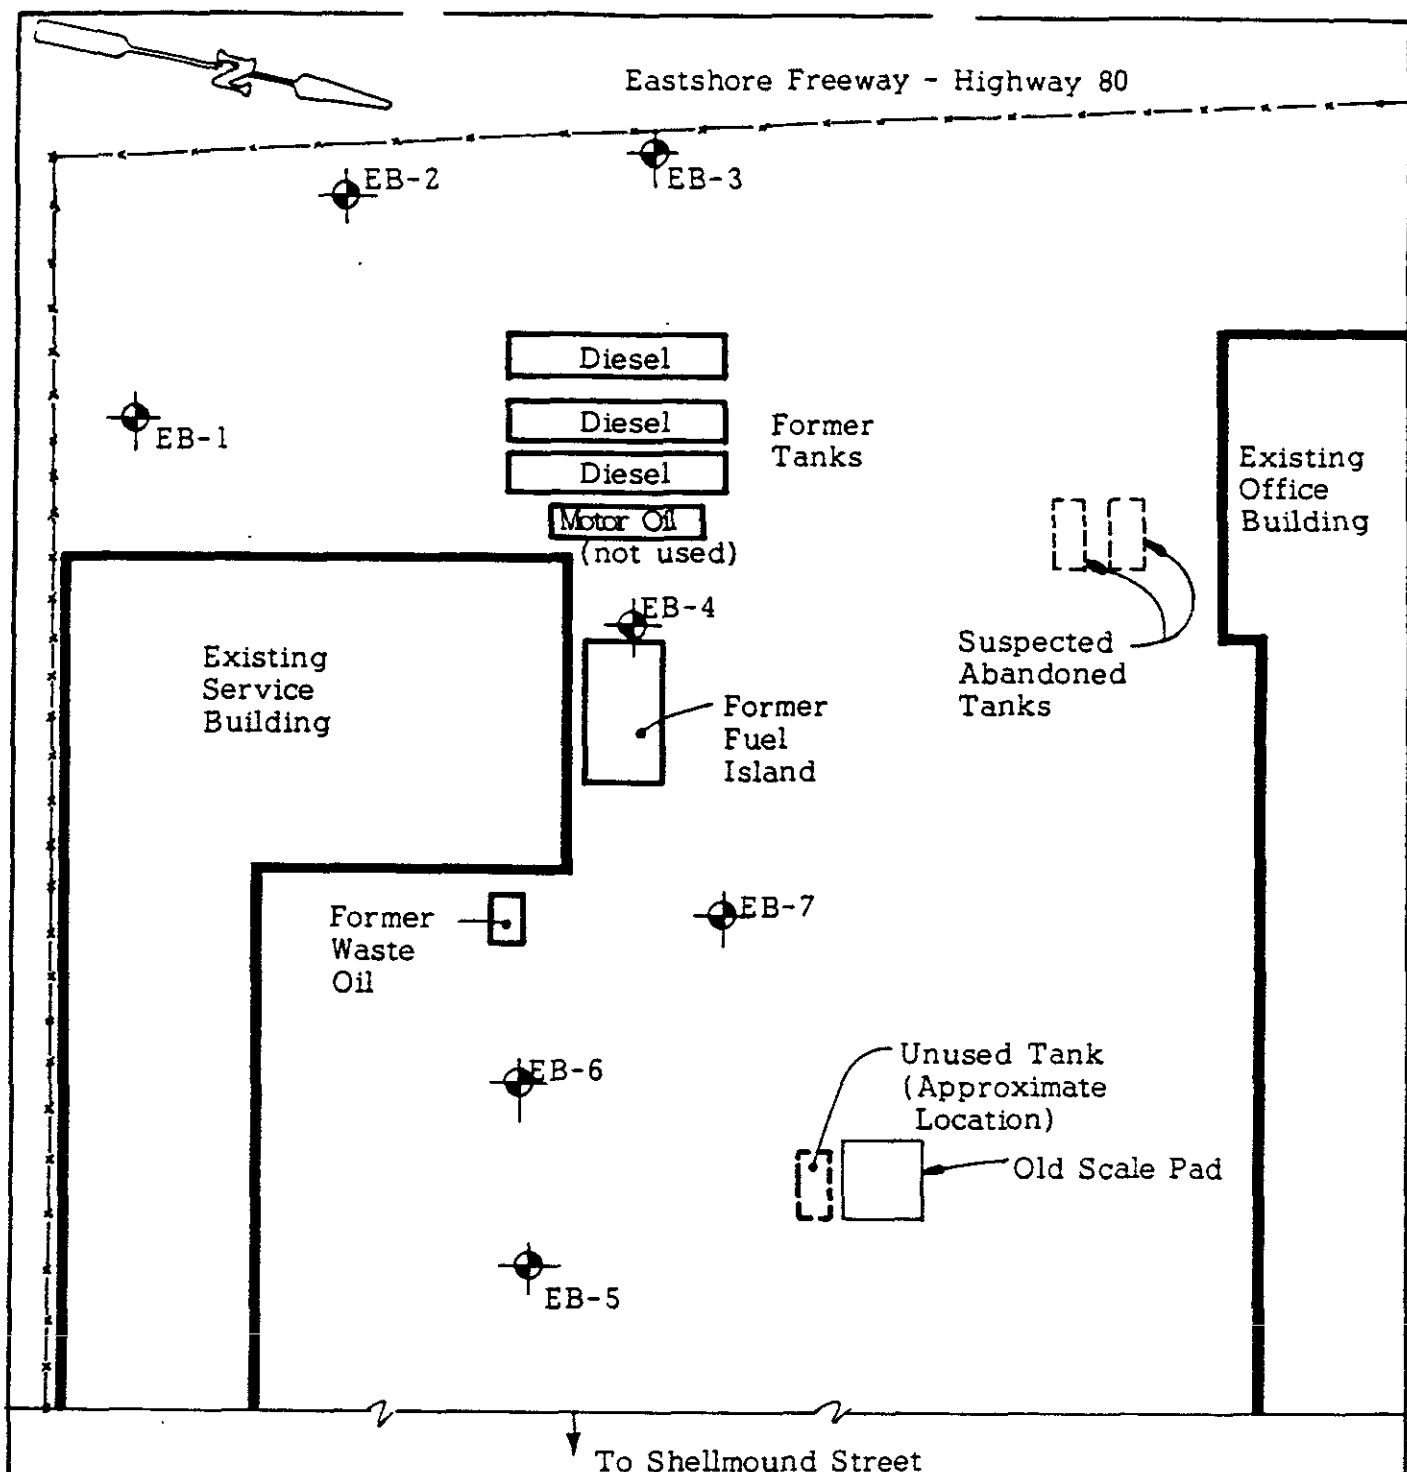 N
Eastshore Freeway - Highway 80
EB-2
EB-3
EB-1
Diesel
Diesel
Diesel
Motor Oil
(not used)
Former
Tanks
Existing
Office
Building
EB-4
Existing
Service
Building
Former
Fuel
Island
Suspected
Abandoned
Tanks
Former
Waste
Oil
EB-7
EB-6
Unused Tank
(Approximate
Location)
Old Scale Pad
EB-5
To Shellmound Street